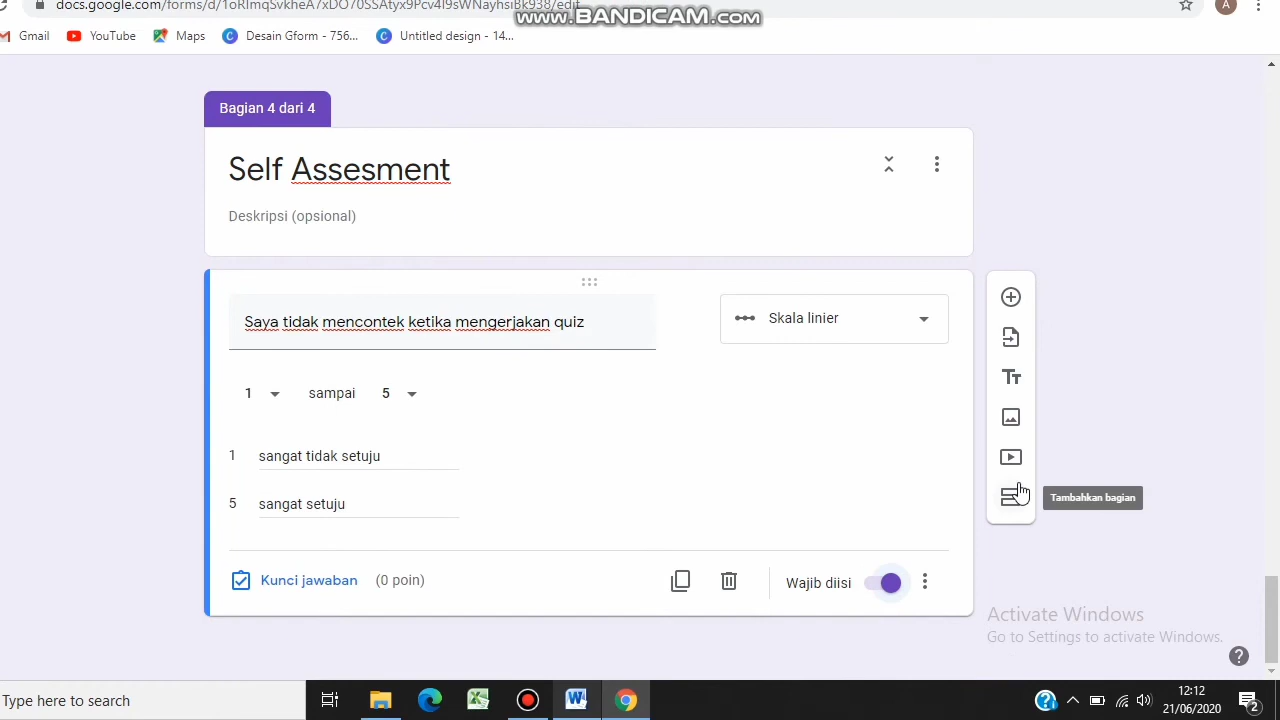 docs.google.com/forms/d/1oRImqSvkheA7xDO70SSAtyx9Pcv4I9sWNayhsiBk938/edit
www.BANDICAM.com
A
Gmail
YouTube
Maps
Desain Gform - 756...
Untitled design - 14...
Bagian 4 dari 4
Self Assesment
Deskripsi (opsional)
Saya tidak mencontek ketika mengerjakan quiz
Skala linier
1 sampai 5
1 sangat tidak setuju
5 sangat setuju
Tambahkan bagian
Kunci jawaban (0 poin)
Wajib diisi
Activate Windows
Go to Settings to activate Windows.
Type here to search
12:12
21/06/2020
2